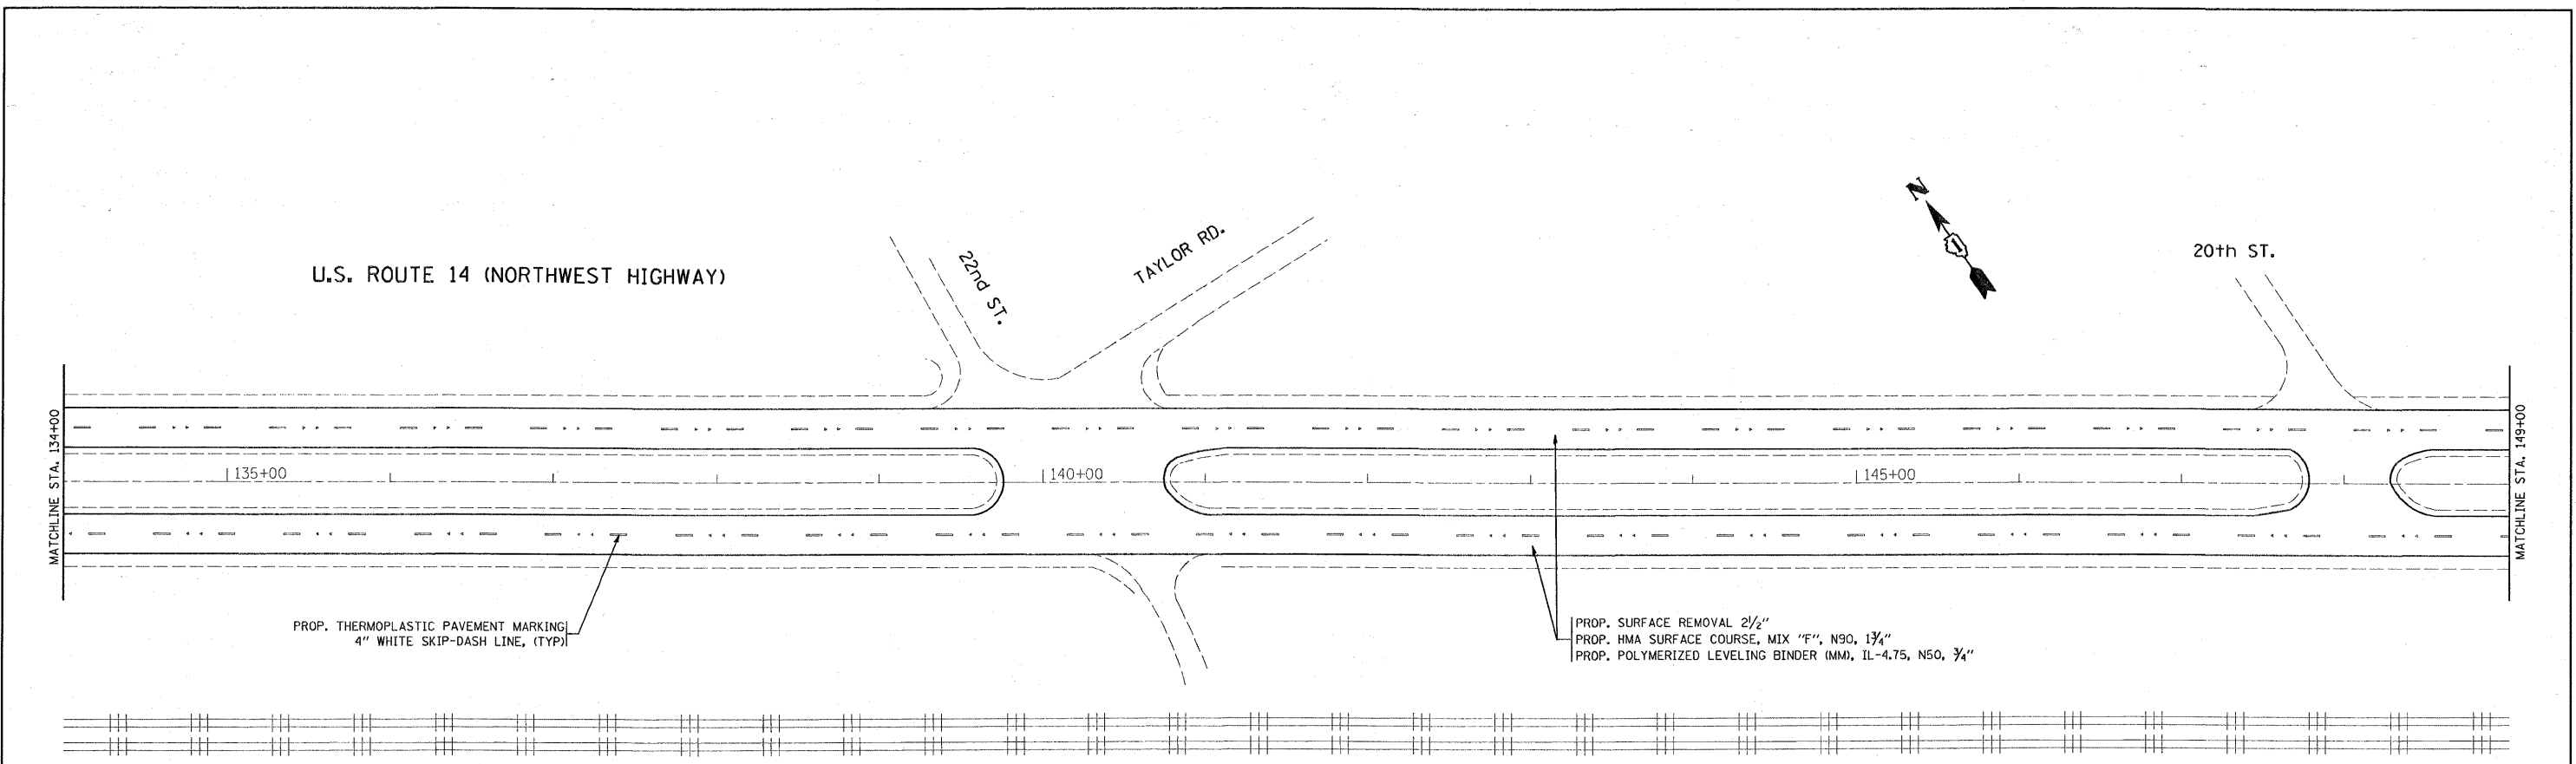 U.S. ROUTE 14 (NORTHWEST HIGHWAY)
22nd ST.
TAYLOR RD.
N
20th ST.
MATCHLINE STA. 134+00
135+00
140+00
145+00
MATCHLINE STA. 149+00
PROP. THERMOPLASTIC PAVEMENT MARKING
4" WHITE SKIP-DASH LINE, (TYP)
PROP. SURFACE REMOVAL 2½"
PROP. HMA SURFACE COURSE, MIX "F", N90, 1¾"
PROP. POLYMERIZED LEVELING BINDER (MM), IL-4.75, N50, ¾"